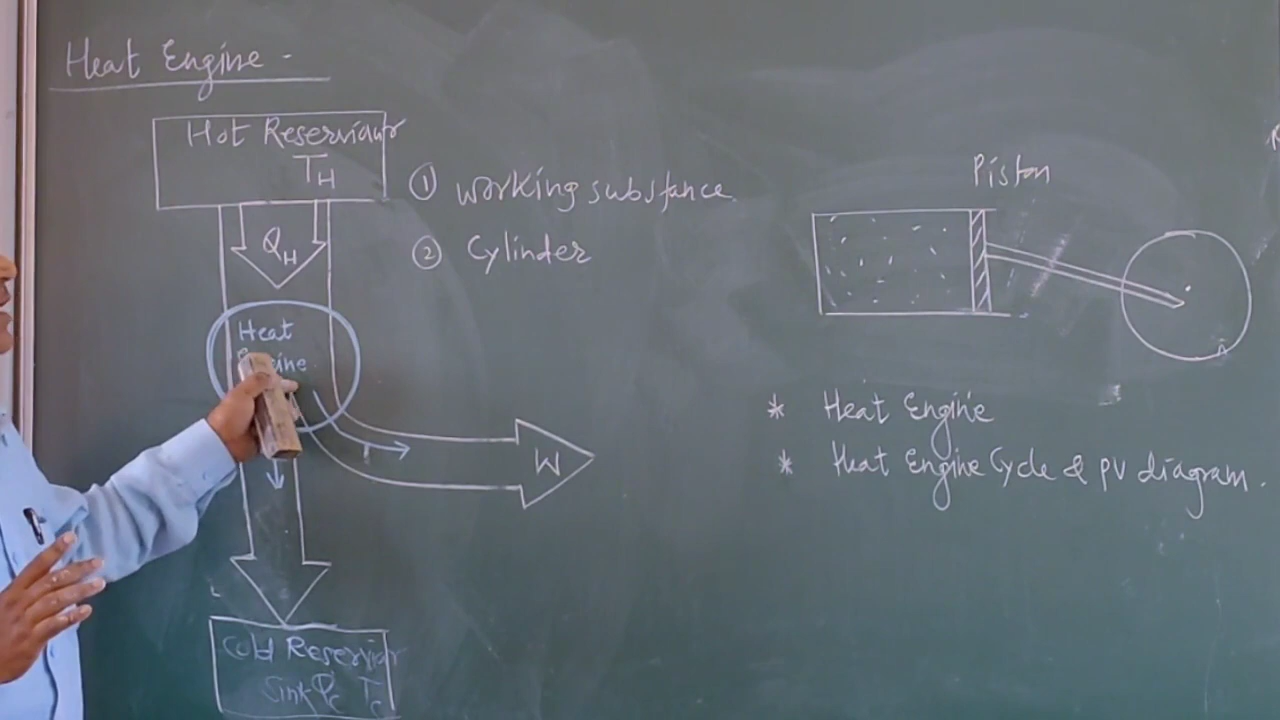 Heat Engine -
Hot Reserviour
TH
QH
① working substance.
② Cylinder
Heat
W
Cold Reservior
Sink Qc Tc
Piston
* Heat Engine
* Heat Engine Cycle & PV diagram.